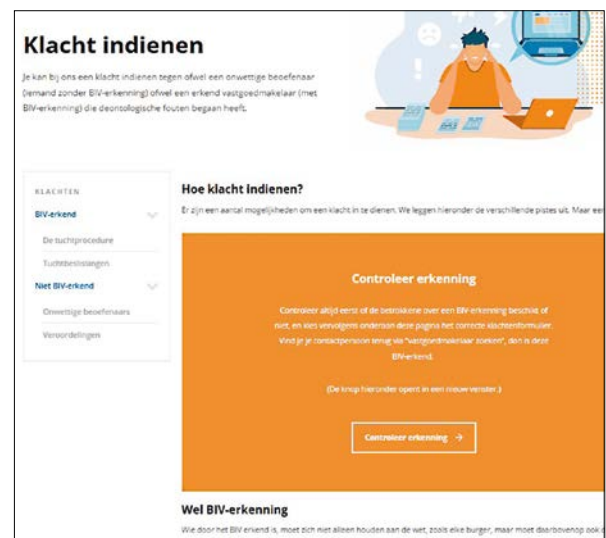 Klacht indienen
Je kan bij ons een klacht indienen tegen ofwel een onwettige beoefenaar
(iemand zonder BIV-erkenning) ofwel een erkend vastgoedmakelaar (met
BIV-erkenning) die deontologische fouten begaan heeft.
KLACHTEN
BIV-erkend
De tuchtprocedure
Tuchtbeslissingen
Niet BIV-erkend
Onwettige beoefenaars
Veroordelingen
Hoe klacht indienen?
Er zijn een aantal mogelijkheden om een klacht in te dienen. We leggen hieronder de verschillende pistes uit. Maar eer
Controleer erkenning
Controleer altijd eerst of de betrokkene over een BIV-erkenning beschikt of
niet, en kies vervolgens onderaan deze pagina het correcte klachtenformulier.
Vind je je contactpersoon terug via "vastgoedmakelaar zoeken", dan is deze
BIV-erkend.
(De knop hieronder opent in een nieuw venster.)
Controleer erkenning →
Wel BIV-erkenning
Wie door het BIV erkend is, moet zich niet alleen houden aan de wet, zoals elke burger, maar moet daarbovenop ook